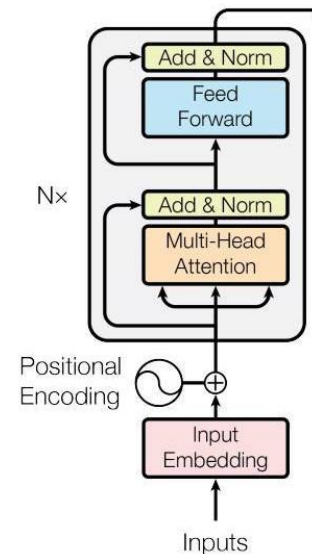 Add & Norm
Feed
Forward
N×
Add & Norm
Multi-Head
Attention
Positional
Encoding
Input
Embedding
Inputs